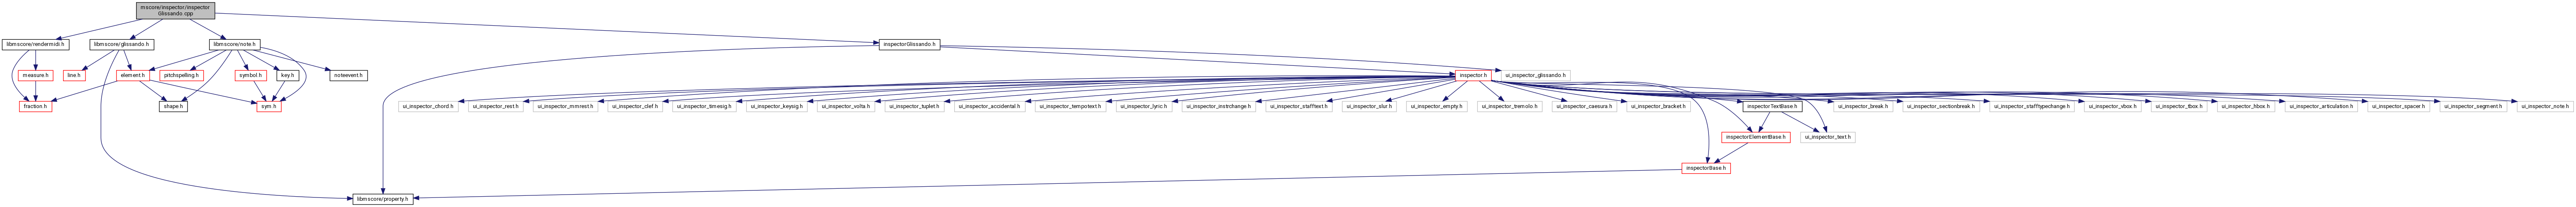 mscore/inspector/inspector
Glissando.cpp
libmscore/rendermidi.h
libmscore/glissando.h
libmscore/note.h
inspectorGlissando.h
measure.h
line.h
element.h
pitchspelling.h
symbol.h
key.h
noteevent.h
inspector.h
ui_inspector_glissando.h
fraction.h
shape.h
sym.h
ui_inspector_chord.h
ui_inspector_rest.h
ui_inspector_mmrest.h
ui_inspector_clef.h
ui_inspector_timesig.h
ui_inspector_keysig.h
ui_inspector_volta.h
ui_inspector_tuplet.h
ui_inspector_accidental.h
ui_inspector_tempotext.h
ui_inspector_lyric.h
ui_inspector_instrchange.h
ui_inspector_stafftext.h
ui_inspector_slur.h
ui_inspector_empty.h
ui_inspector_tremolo.h
ui_inspector_caesura.h
ui_inspector_bracket.h
inspectorTextBase.h
ui_inspector_break.h
ui_inspector_sectionbreak.h
ui_inspector_stafftypechange.h
ui_inspector_vbox.h
ui_inspector_tbox.h
ui_inspector_hbox.h
ui_inspector_articulation.h
ui_inspector_spacer.h
ui_inspector_segment.h
ui_inspector_note.h
inspectorElementBase.h
ui_inspector_text.h
inspectorBase.h
libmscore/property.h